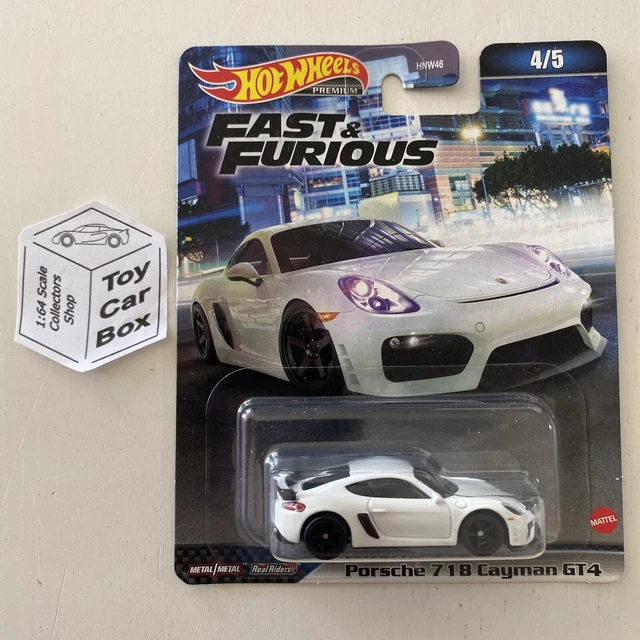 HOT WHEELS
PREMIUM
HNW46
4/5
FAST &
FURIOUS
1:64 Scale
Collectors
Shop
Toy
Car
Box
MATTEL
METAL/METAL
Real Riders
Porsche 718 Cayman GT4